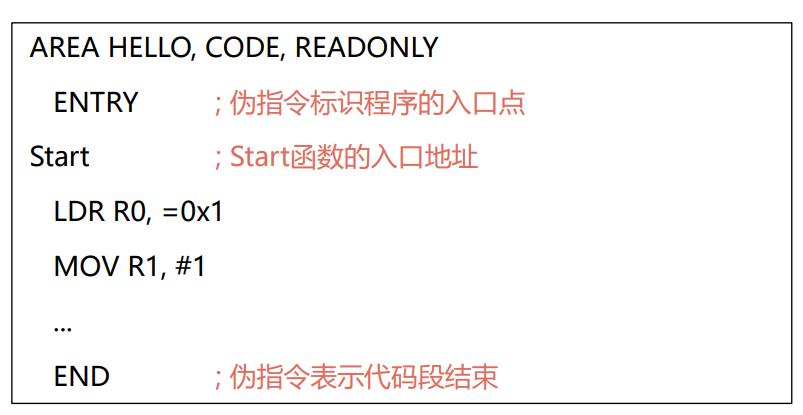 AREA HELLO, CODE, READONLY
ENTRY ; 伪指令标识程序的入口点
Start ; Start函数的入口地址
LDR R0, =0x1
MOV R1, #1
...
END ; 伪指令表示代码段结束